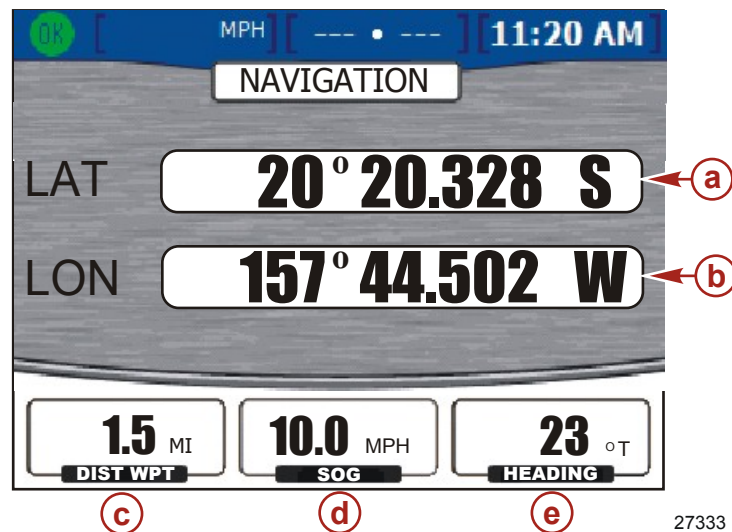 OK [ MPH ] [ --- • --- ] [ 11:20 AM ]
NAVIGATION
LAT 20° 20.328 S a
LON 157° 44.502 W b
1.5 MI 10.0 MPH 23 °T
DIST WPT SOG HEADING
c d e
27333